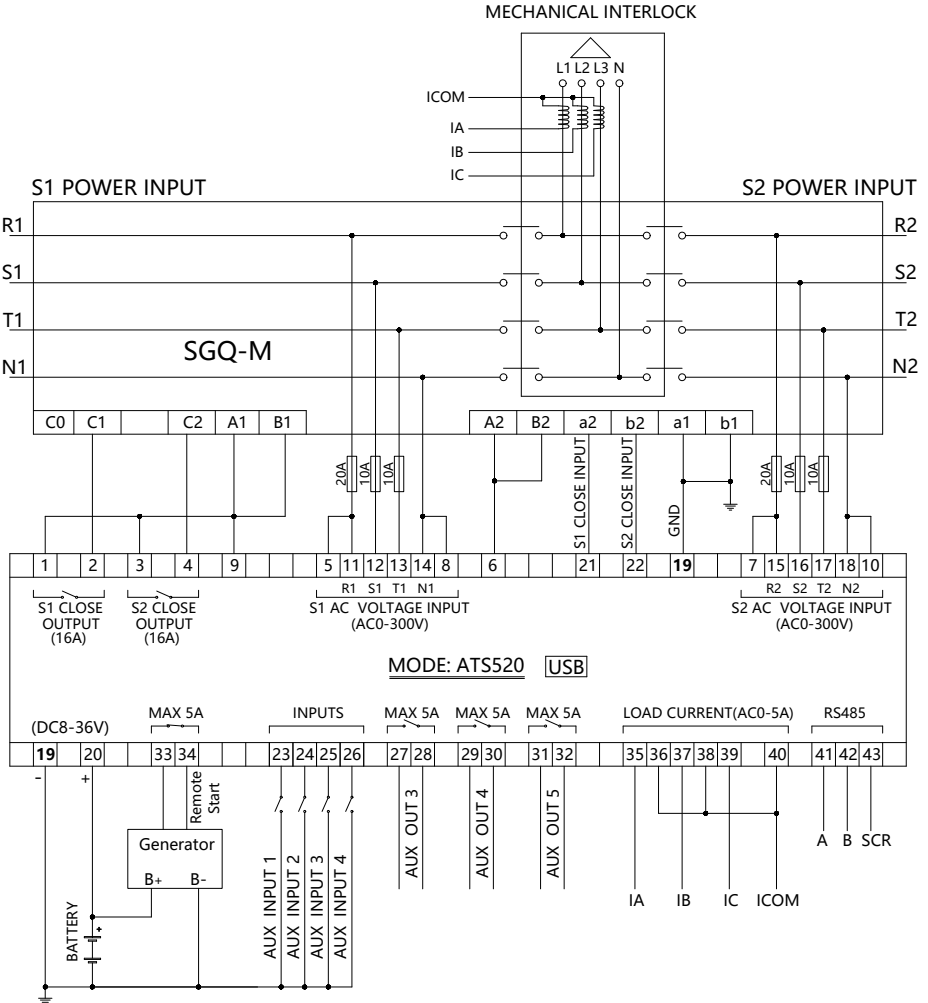 MECHANICAL INTERLOCK
L1 L2 L3 N
ICOM
IA
IB
IC
S1 POWER INPUT
S2 POWER INPUT
R1
R2
S1
S2
T1
T2
SGQ-M
N1
N2
C0 C1 C2 A1 B1
A2 B2 a2 b2 a1 b1
20A 10A 10A
S1 CLOSE INPUT
S2 CLOSE INPUT
GND
20A 10A 10A
1 2 3 4 9 5 11 12 13 14 8 6 21 22 19 7 15 16 17 18 10
R1 S1 T1 N1
R2 S2 T2 N2
S1 CLOSE
OUTPUT
(16A)
S2 CLOSE
OUTPUT
(16A)
S1 AC VOLTAGE INPUT
(AC0-300V)
S2 AC VOLTAGE INPUT
(AC0-300V)
MODE: ATS520 USB
(DC8-36V)
MAX 5A
INPUTS
MAX 5A
MAX 5A
MAX 5A
LOAD CURRENT(AC0-5A)
RS485
19 20 33 34 23 24 25 26 27 28 29 30 31 32 35 36 37 38 39 40 41 42 43
- +
Remote
Start
Generator
B+ B-
BATTERY
+
AUX INPUT 1
AUX INPUT 2
AUX INPUT 3
AUX INPUT 4
AUX OUT 3
AUX OUT 4
AUX OUT 5
A B SCR
IA IB IC ICOM